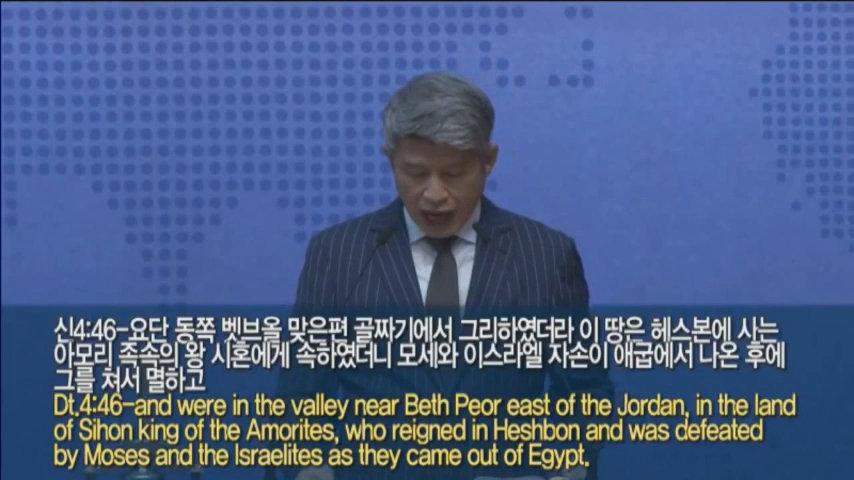 신4:46-요단 동쪽 벳브올 맞은편 골짜기에서 그리하였더라 이 땅은 헤스본에 사는
아모리 족속의 왕 시혼에게 속하였더니 모세와 이스라엘 자손이 애굽에서 나온 후에
그를 쳐서 멸하고
Dt.4:46-and were in the valley near Beth Peor east of the Jordan, in the land
of Sihon king of the Amorites, who reigned in Heshbon and was defeated
by Moses and the Israelites as they came out of Egypt.